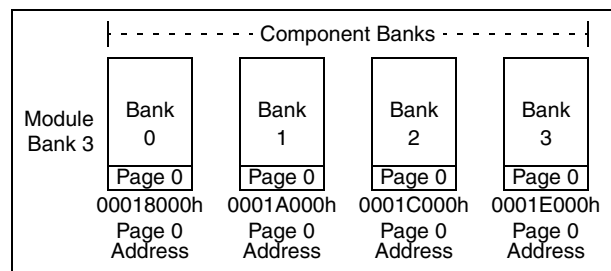 Component Banks
Module
Bank 3
Bank
0
Bank
1
Bank
2
Bank
3
Page 0
Page 0
Page 0
Page 0
00018000h
0001A000h
0001C000h
0001E000h
Page 0
Address
Page 0
Address
Page 0
Address
Page 0
Address